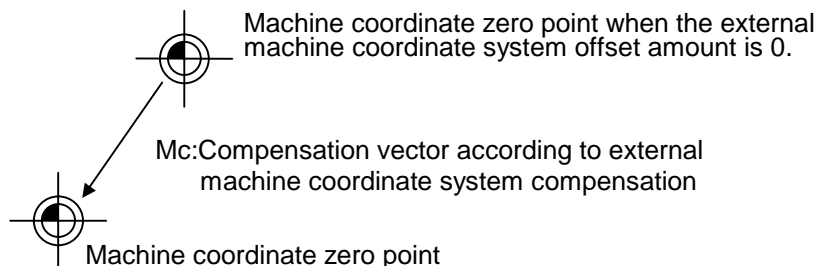 Machine coordinate zero point when the external
machine coordinate system offset amount is 0.
Mc:Compensation vector according to external
machine coordinate system compensation
Machine coordinate zero point